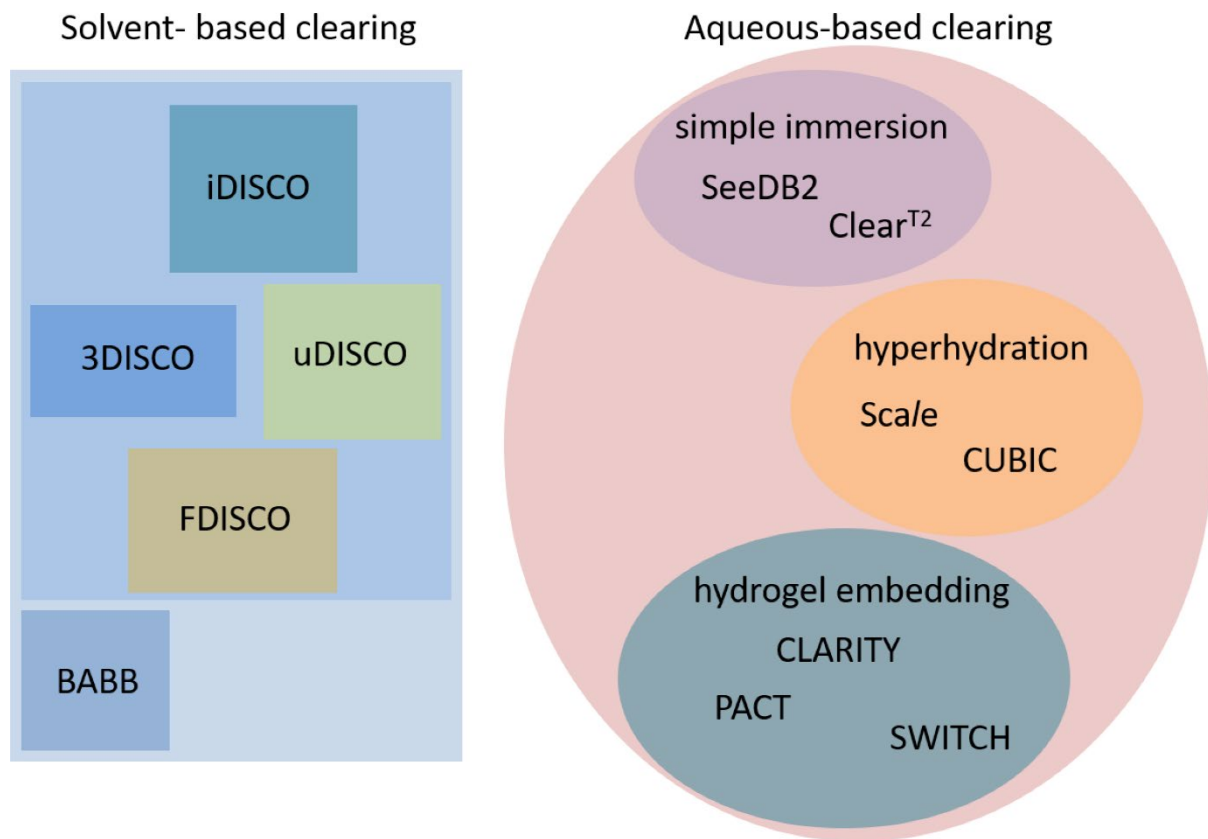 Solvent- based clearing
iDISCO
3DISCO
uDISCO
FDISCO
BABB
Aqueous-based clearing
simple immersion
SeeDB2
Clearᵀ²
hyperhydration
Scale
CUBIC
hydrogel embedding
CLARITY
PACT
SWITCH